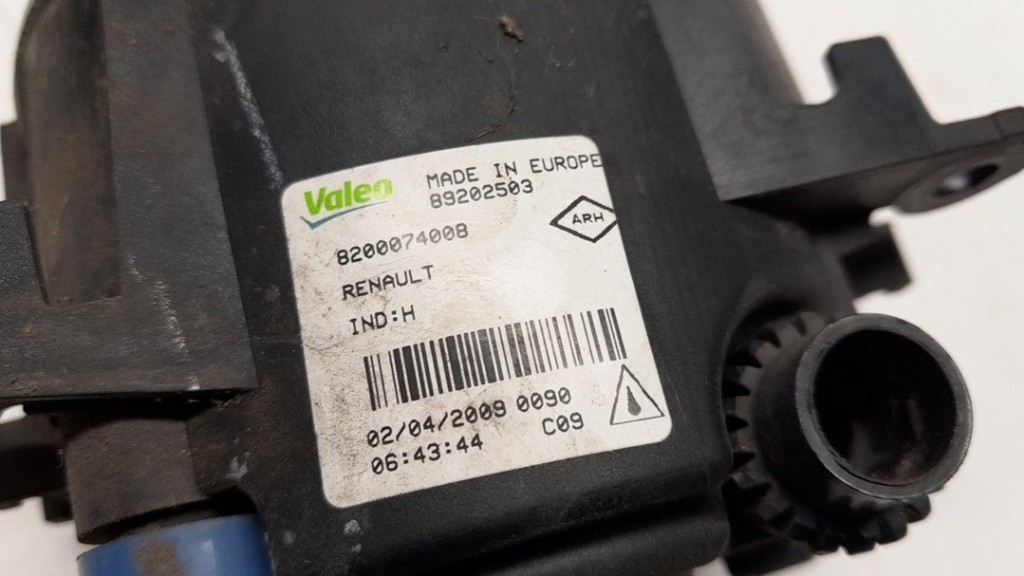 Valeo
MADE IN EUROPE
89202503
ARH
8200074008
RENAULT
IND:H
02/04/2009 0090
06:43:44 C09